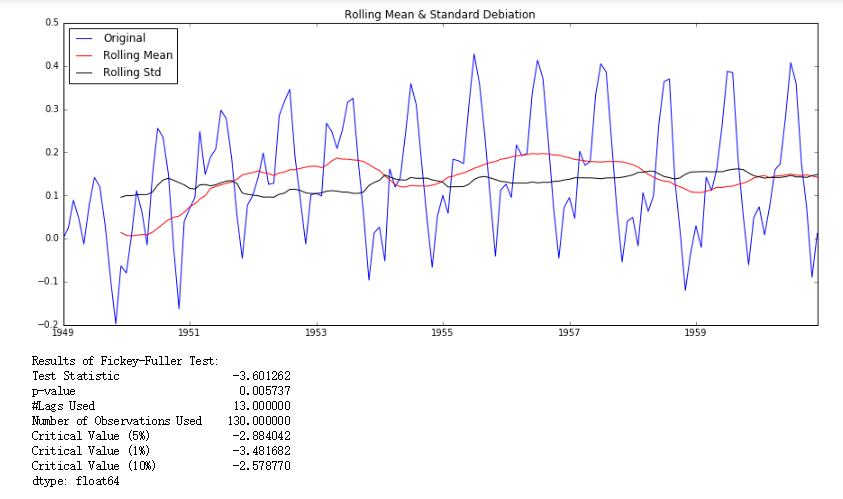 Rolling Mean & Standard Debiation
Original
Rolling Mean
Rolling Std
0.5
0.4
0.3
0.2
0.1
0.0
−0.1
−0.2
1949 1951 1953 1955 1957 1959
Results of Fickey-Fuller Test:
Test Statistic -3.601262
p-value 0.005737
#Lags Used 13.000000
Number of Observations Used 130.000000
Critical Value (5%) -2.884042
Critical Value (1%) -3.481682
Critical Value (10%) -2.578770
dtype: float64